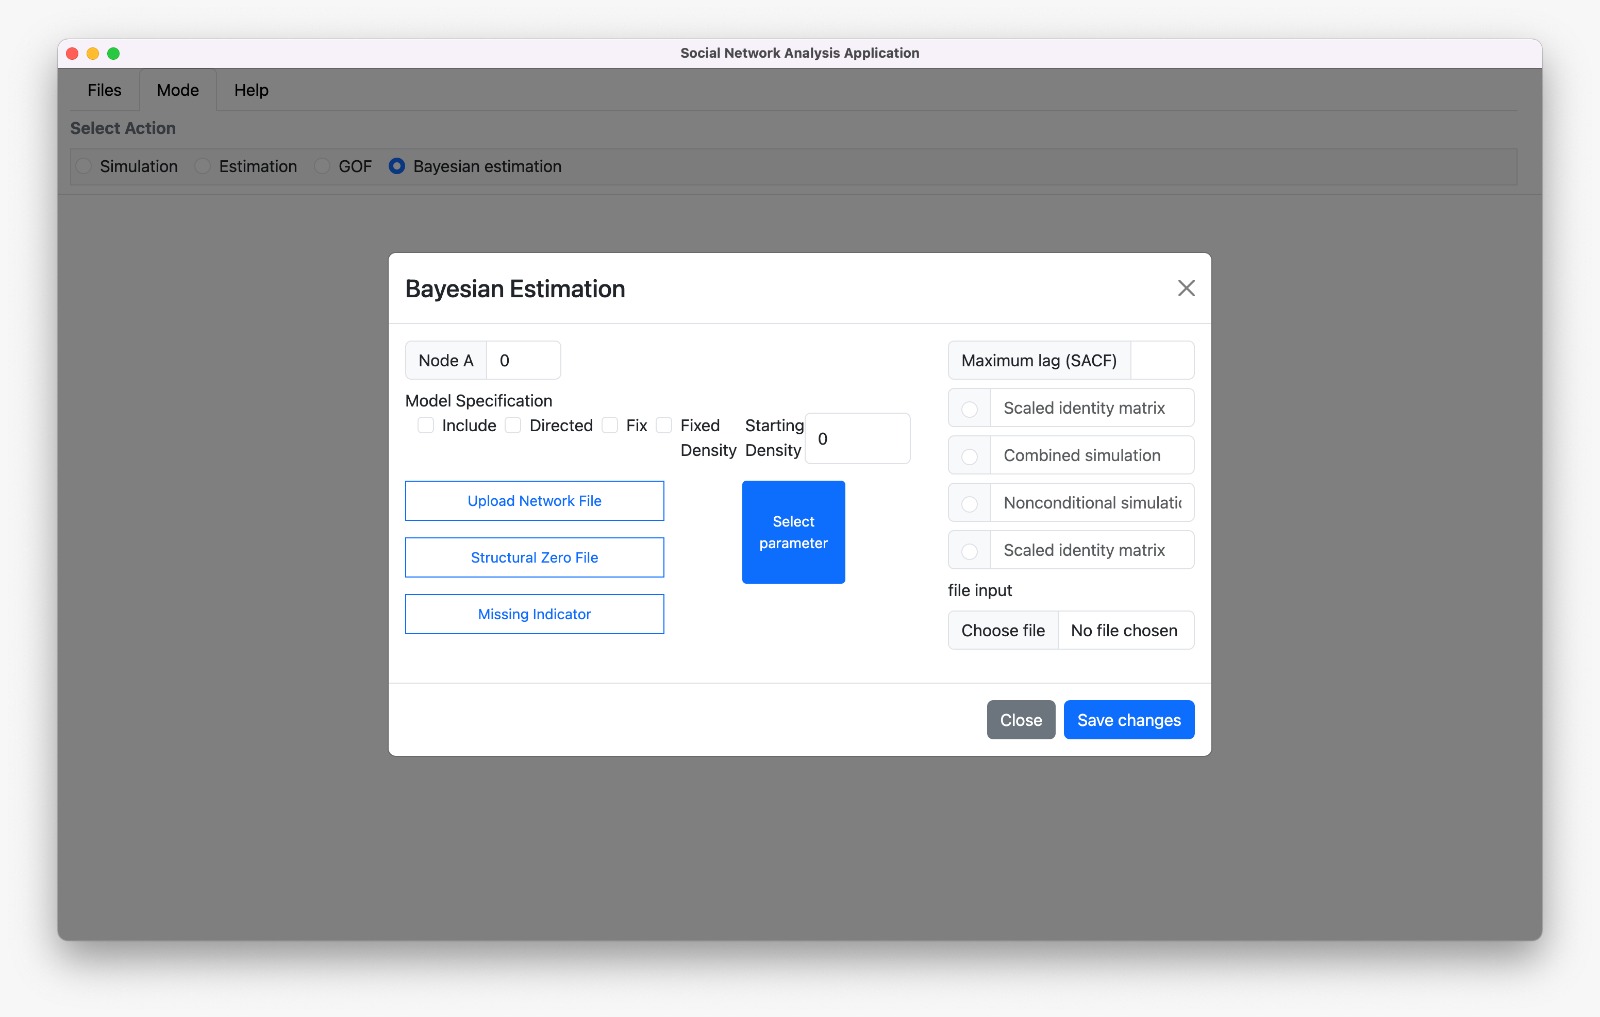 Social Network Analysis Application
Files Mode Help
Select Action
Simulation Estimation GOF Bayesian estimation
Bayesian Estimation
Node A 0
Model Specification
Include Directed Fix Fixed Density Starting Density 0
Upload Network File
Structural Zero File
Missing Indicator
Select
parameter
Maximum lag (SACF)
Scaled identity matrix
Combined simulation
Nonconditional simulatic
Scaled identity matrix
file input
Choose file No file chosen
Close Save changes